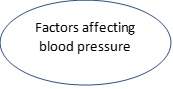 Factors affecting
blood pressure